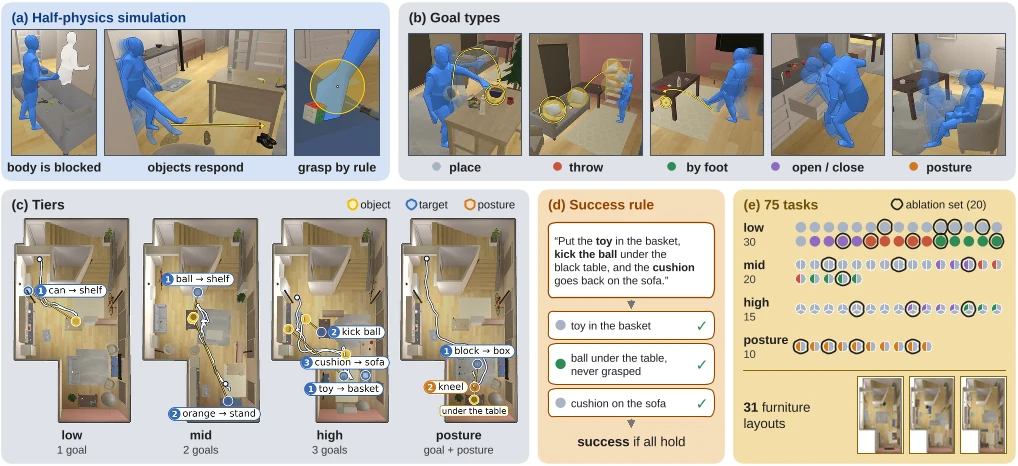 (a) Half-physics simulation
body is blocked
objects respond
grasp by rule
(b) Goal types
place
throw
by foot
open / close
posture
(c) Tiers
object
target
posture
1 can → shelf
low
1 goal
1 ball → shelf
2 orange → stand
mid
2 goals
2 kick ball
3 cushion → sofa
1 toy → basket
high
3 goals
1 block → box
2 kneel
under the table
posture
goal + posture
(d) Success rule
“Put the toy in the basket,
kick the ball under the
black table, and the cushion
goes back on the sofa.”
toy in the basket ✓
ball under the table,
never grasped ✓
cushion on the sofa ✓
success if all hold
(e) 75 tasks
ablation set (20)
low
30
mid
20
high
15
posture
10
31 furniture
layouts